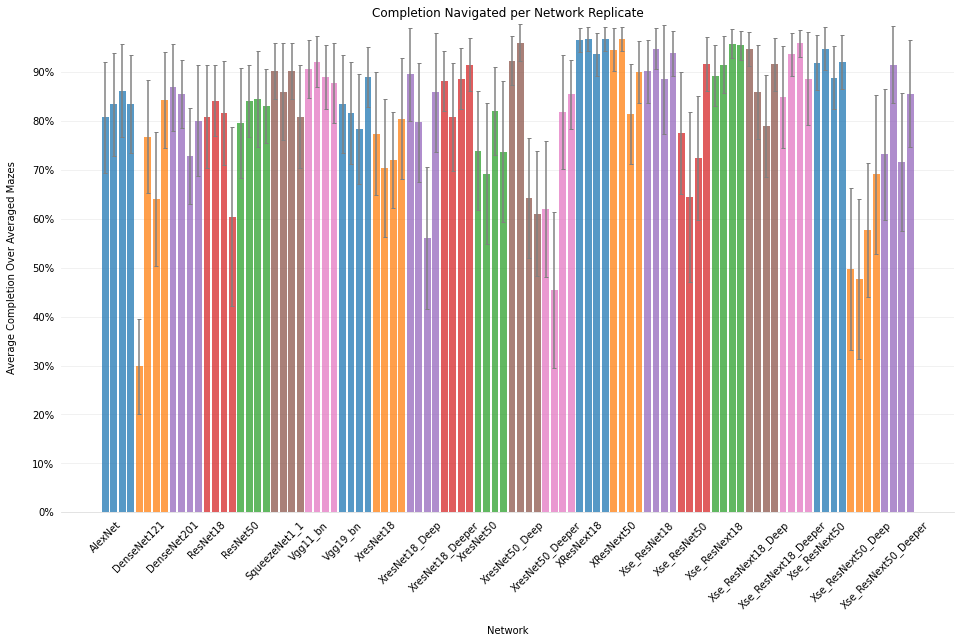 Completion Navigated per Network Replicate
Average Completion Over Averaged Mazes
90%
80%
70%
60%
50%
40%
30%
20%
10%
0%
AlexNet
DenseNet121
DenseNet201
ResNet18
ResNet50
SqueezeNet1_1
Vgg11_bn
Vgg19_bn
XresNet18
XresNet18_Deep
XresNet18_Deeper
XresNet50
XresNet50_Deep
XresNet50_Deeper
XResNext18
XResNext50
Xse_ResNet18
Xse_ResNet50
Xse_ResNext18
Xse_ResNext18_Deep
Xse_ResNext18_Deeper
Xse_ResNext50
Xse_ResNext50_Deep
Xse_ResNext50_Deeper
Network